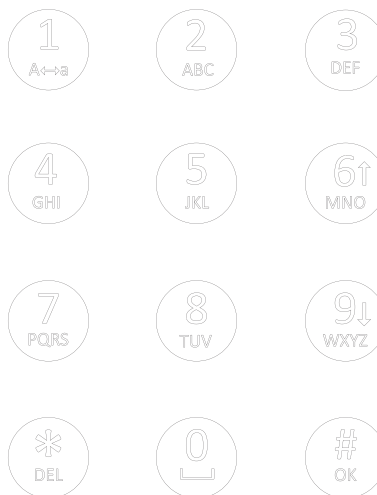 1 2 3
A↔a ABC DEF
4 5 6↑
GHI JKL MNO
7 8 9↓
PQRS TUV WXYZ
* 0 #
DEL OK